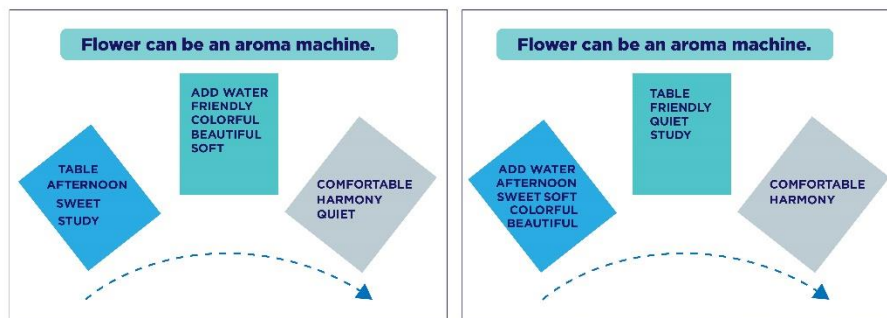 Flower can be an aroma machine.
TABLE
AFTERNOON
SWEET
STUDY
ADD WATER
FRIENDLY
COLORFUL
BEAUTIFUL
SOFT
COMFORTABLE
HARMONY
QUIET
Flower can be an aroma machine.
ADD WATER
AFTERNOON
SWEET SOFT
COLORFUL
BEAUTIFUL
TABLE
FRIENDLY
QUIET
STUDY
COMFORTABLE
HARMONY